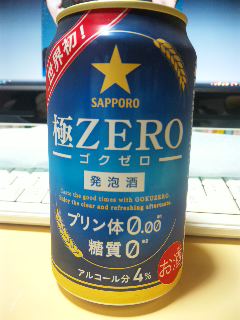 世界初!
SAPPORO
極ZERO
ゴクゼロ
発泡酒
Taste the good times with GOKUZERO
Enjoy the clear and refreshing aftertaste.
プリン体0.00
糖質0
お酒
アルコール分4%